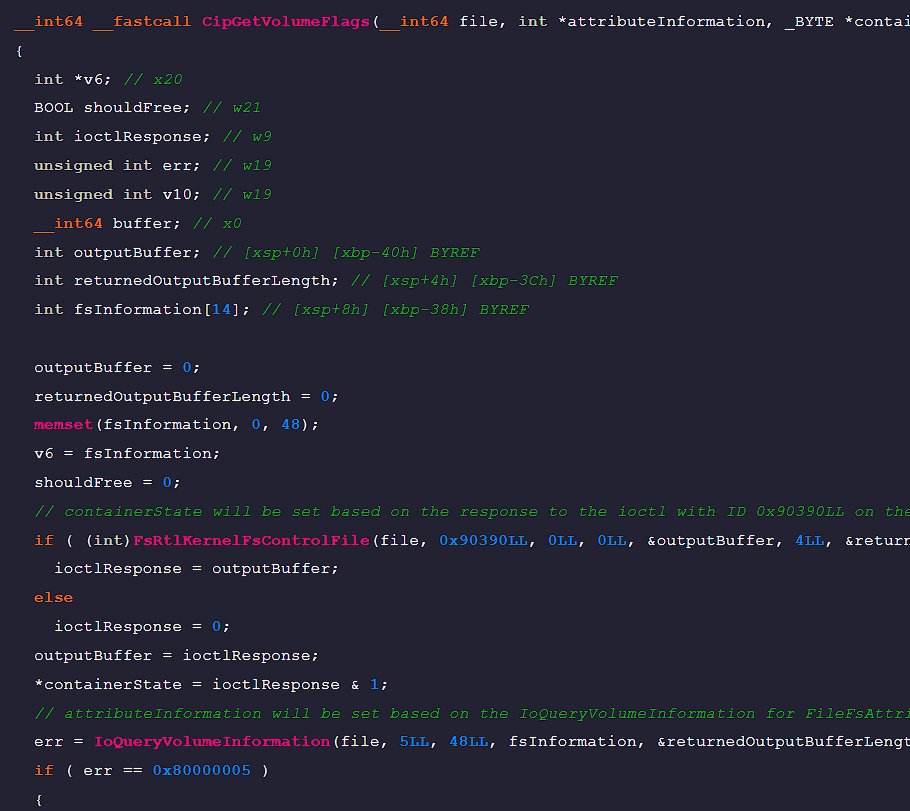 __int64 __fastcall CipGetVolumeFlags(__int64 file, int *attributeInformation, _BYTE *contai
{
int *v6; // x20
BOOL shouldFree; // w21
int ioctlResponse; // w9
unsigned int err; // w19
unsigned int v10; // w19
__int64 buffer; // x0
int outputBuffer; // [xsp+0h] [xbp-40h] BYREF
int returnedOutputBufferLength; // [xsp+4h] [xbp-3Ch] BYREF
int fsInformation[14]; // [xsp+8h] [xbp-38h] BYREF
outputBuffer = 0;
returnedOutputBufferLength = 0;
memset(fsInformation, 0, 48);
v6 = fsInformation;
shouldFree = 0;
// containerState will be set based on the response to the ioctl with ID 0x90390LL on the
if ( (int)FsRtlKernelFsControlFile(file, 0x90390LL, 0LL, 0LL, &outputBuffer, 4LL, &return
ioctlResponse = outputBuffer;
else
ioctlResponse = 0;
outputBuffer = ioctlResponse;
*containerState = ioctlResponse & 1;
// attributeInformation will be set based on the IoQueryVolumeInformation for FileFsAttri
err = IoQueryVolumeInformation(file, 5LL, 48LL, fsInformation, &returnedOutputBufferLengt
if ( err == 0x80000005 )
{